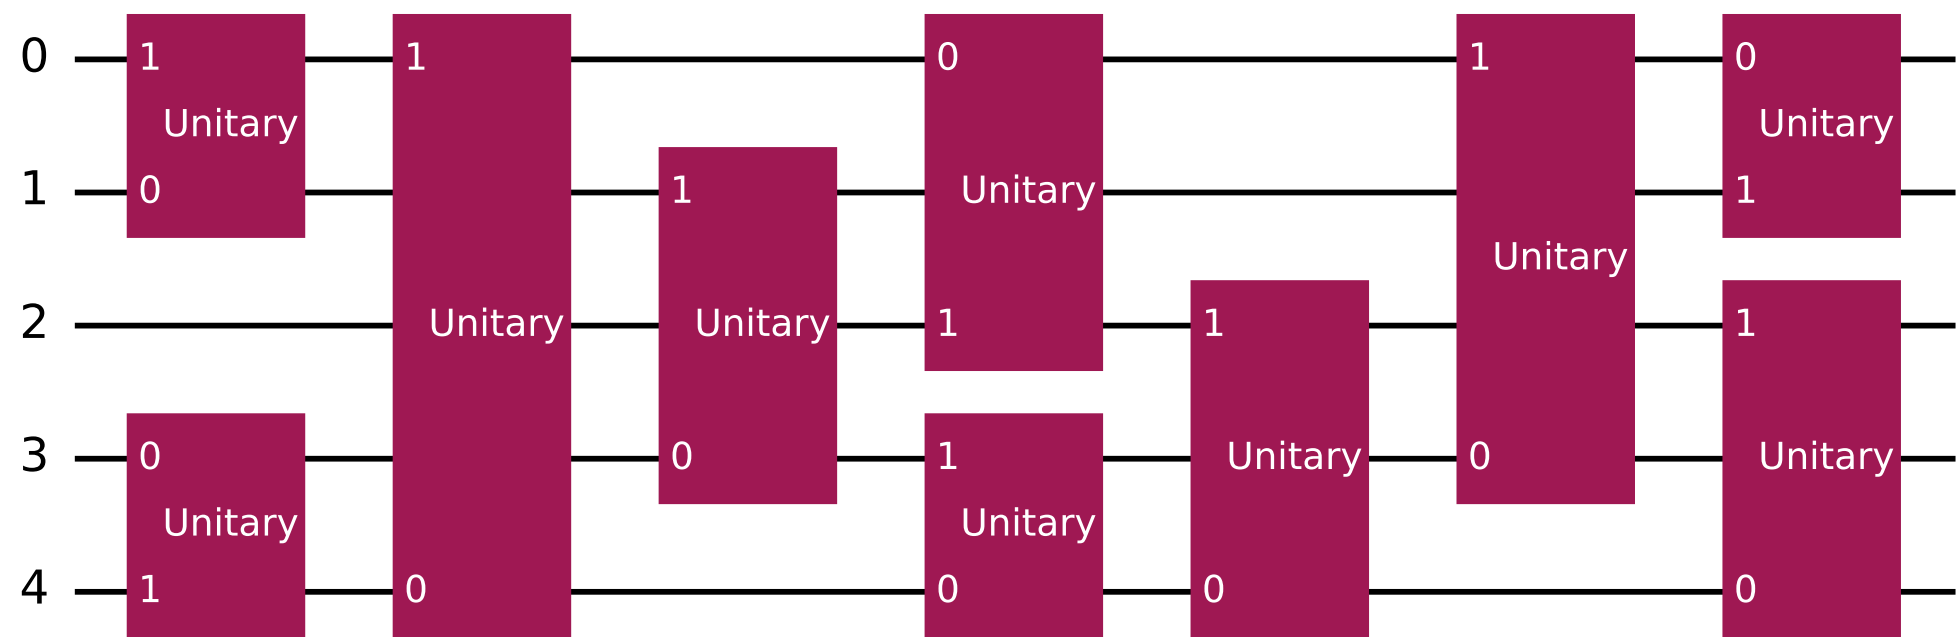 0 1 1 0 1 0
Unitary Unitary
1 0 1 Unitary 1
Unitary
2 Unitary Unitary 1 1 1
3 0 0 1 Unitary 0 Unitary
Unitary Unitary
4 1 0 0 0 0